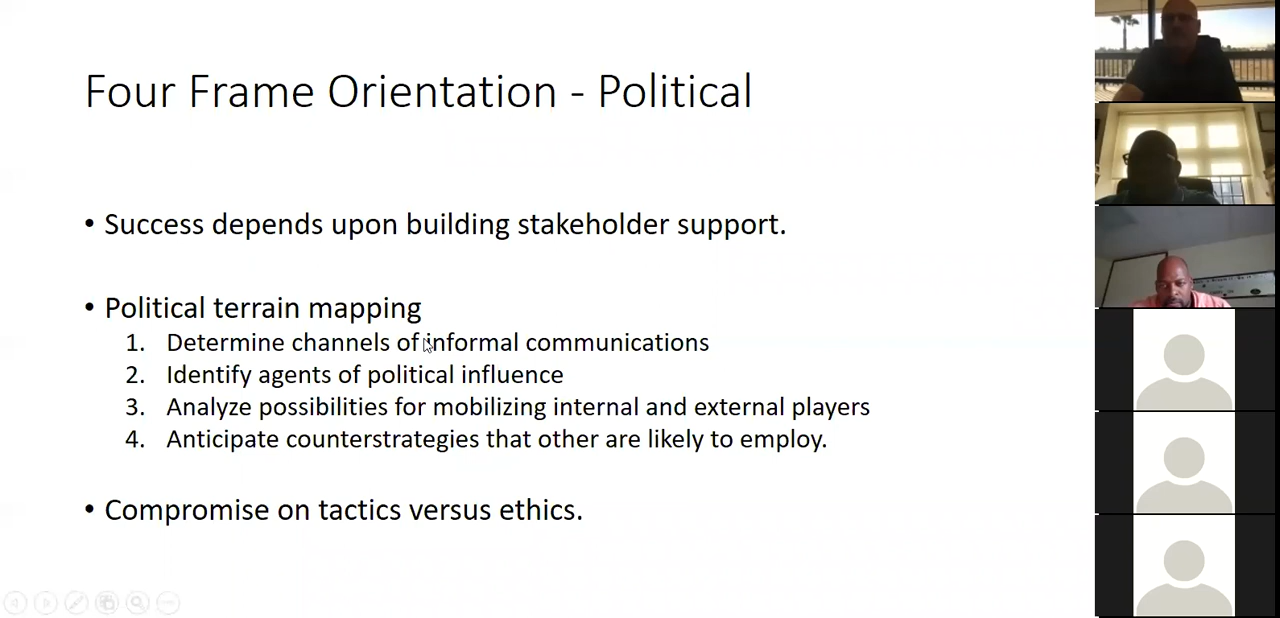 Four Frame Orientation - Political
• Success depends upon building stakeholder support.
• Political terrain mapping
1. Determine channels of informal communications
2. Identify agents of political influence
3. Analyze possibilities for mobilizing internal and external players
4. Anticipate counterstrategies that other are likely to employ.
• Compromise on tactics versus ethics.